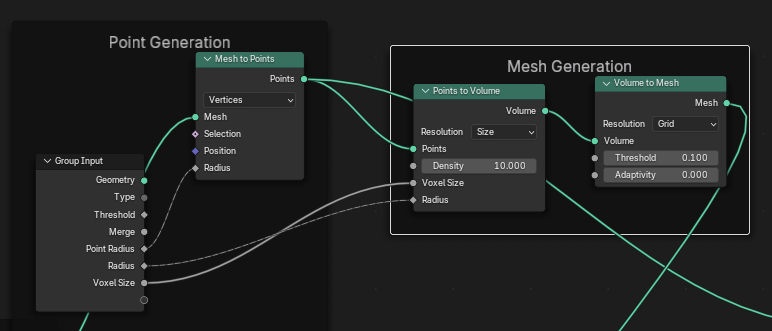 Point Generation
Mesh to Points
Points
Vertices
Mesh
Selection
Position
Radius
Group Input
Geometry
Type
Threshold
Merge
Point Radius
Radius
Voxel Size
Mesh Generation
Points to Volume
Volume
Resolution Size
Points
Density 10.000
Voxel Size
Radius
Volume to Mesh
Mesh
Resolution Grid
Volume
Threshold 0.100
Adaptivity 0.000